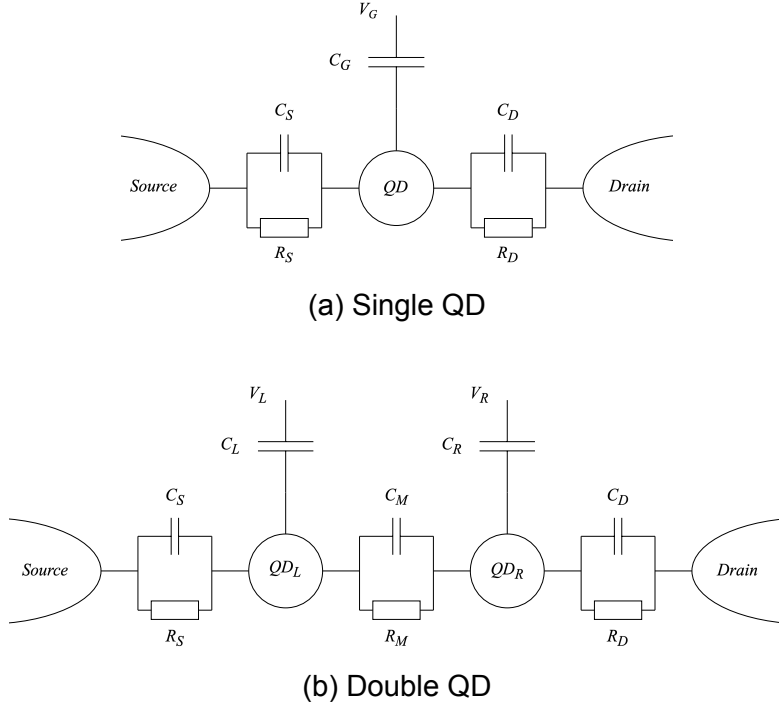 V_G
C_G
C_S C_D
Source QD Drain
R_S R_D
(a) Single QD
V_L V_R
C_L C_R
C_S C_M C_D
Source QD_L QD_R Drain
R_S R_M R_D
(b) Double QD